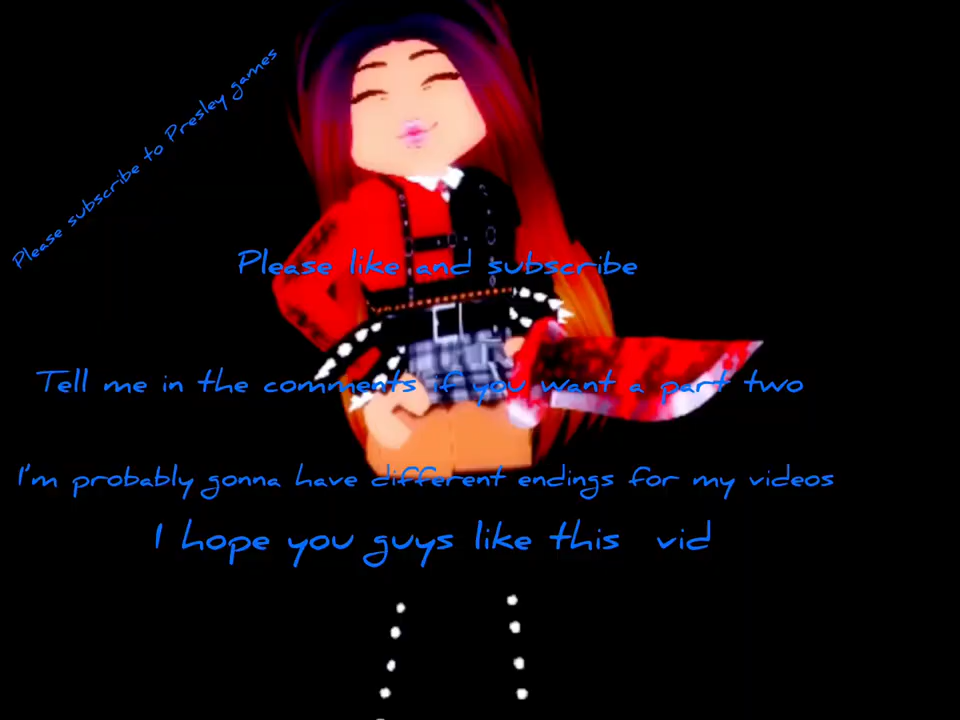 Please subscribe to Presley games
Please like and subscribe
Tell me in the comments if you want a part two
I'm probably gonna have different endings for my videos
I hope you guys like this vid